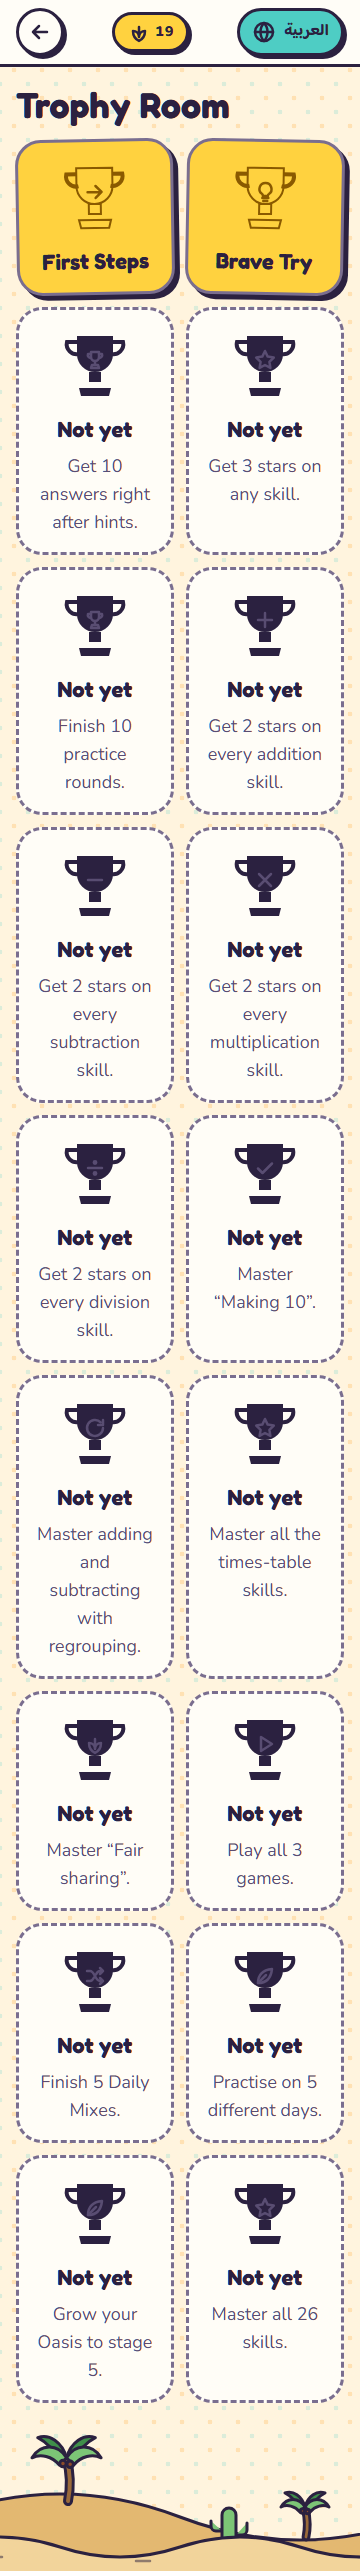 19
العربية
Trophy Room
First Steps
Brave Try
Not yet
Get 10
answers right
after hints.
Not yet
Get 3 stars on
any skill.
Not yet
Finish 10
practice
rounds.
Not yet
Get 2 stars on
every addition
skill.
Not yet
Get 2 stars on
every
subtraction
skill.
Not yet
Get 2 stars on
every
multiplication
skill.
Not yet
Get 2 stars on
every division
skill.
Not yet
Master
“Making 10”.
Not yet
Master adding
and
subtracting
with
regrouping.
Not yet
Master all the
times-table
skills.
Not yet
Master “Fair
sharing”.
Not yet
Play all 3
games.
Not yet
Finish 5 Daily
Mixes.
Not yet
Practise on 5
different days.
Not yet
Grow your
Oasis to stage
5.
Not yet
Master all 26
skills.